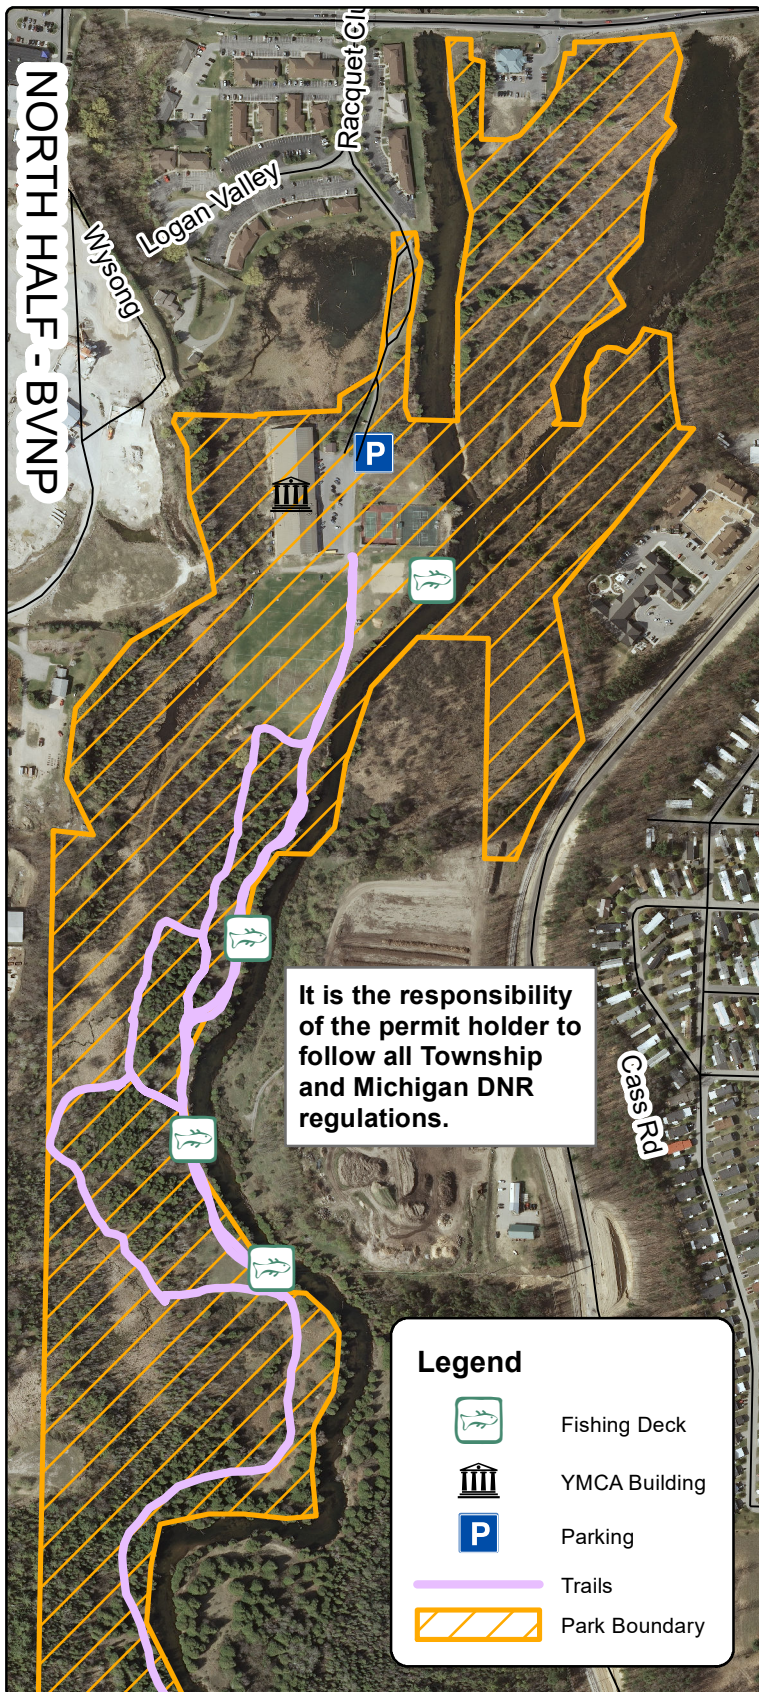 NORTH HALF - BVNP
Racquet Clu
Logan Valley
Wysong
P
It is the responsibility
of the permit holder to
follow all Township
and Michigan DNR
regulations.
Cass Rd
Legend
Fishing Deck
YMCA Building
P
Parking
Trails
Park Boundary